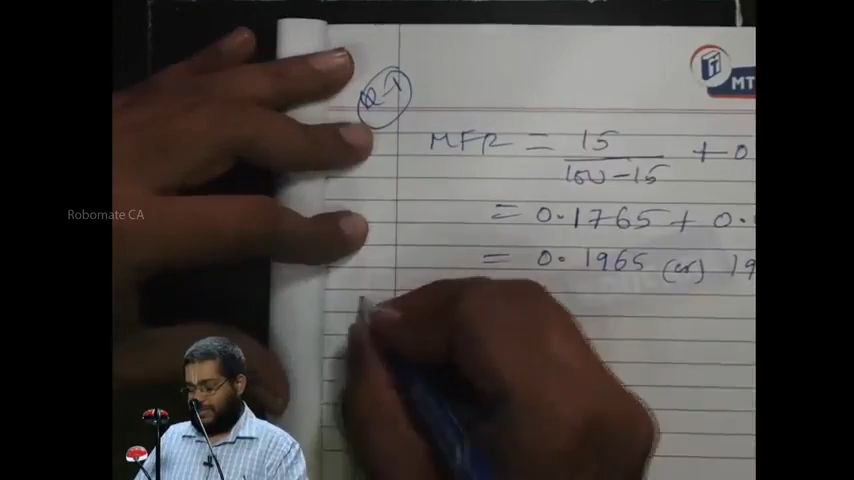 Q-1
MT
MFR = 15 / 100-15 + 0
= 0.1765 + 0.
= 0.1965 (or) 19
Robomate CA